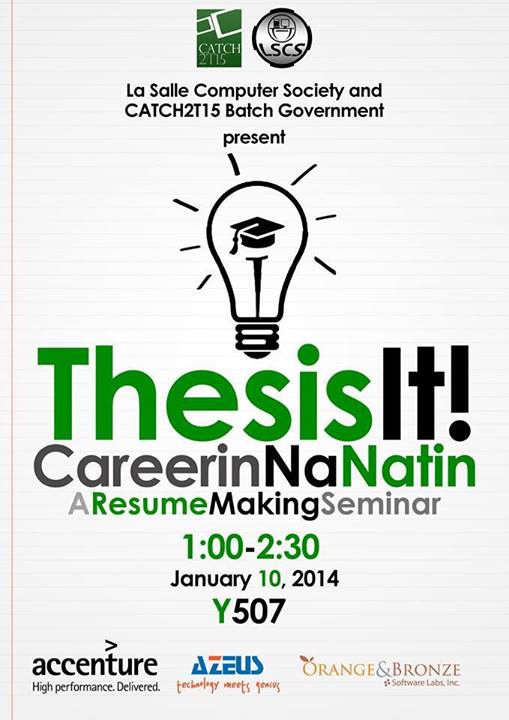 CATCH
2T15
LSCS
La Salle Computer Society and
CATCH2T15 Batch Government
present
ThesisIt!
CareerinNaNatin
AResumeMakingSeminar
1:00-2:30
January 10, 2014
Y507
accenture
High performance. Delivered.
AZEUS
technology meets genius
ORANGE&BRONZE
Software Labs, Inc.